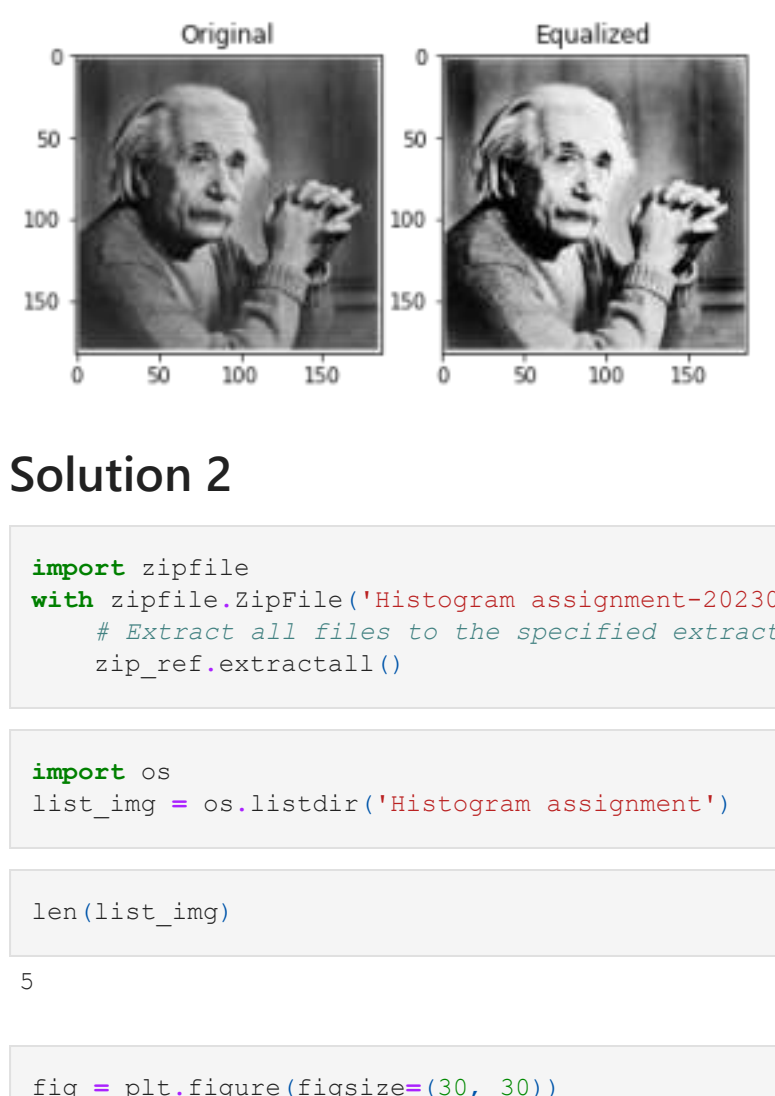 Original Equalized
0 0
50 50
100 100
150 150
0 50 100 150 0 50 100 150
Solution 2
import zipfile
with zipfile.ZipFile('Histogram assignment-20230
    # Extract all files to the specified extract
    zip_ref.extractall()
import os
list_img = os.listdir('Histogram assignment')
len(list_img)
5
fig = plt.figure(figsize=(30, 30))